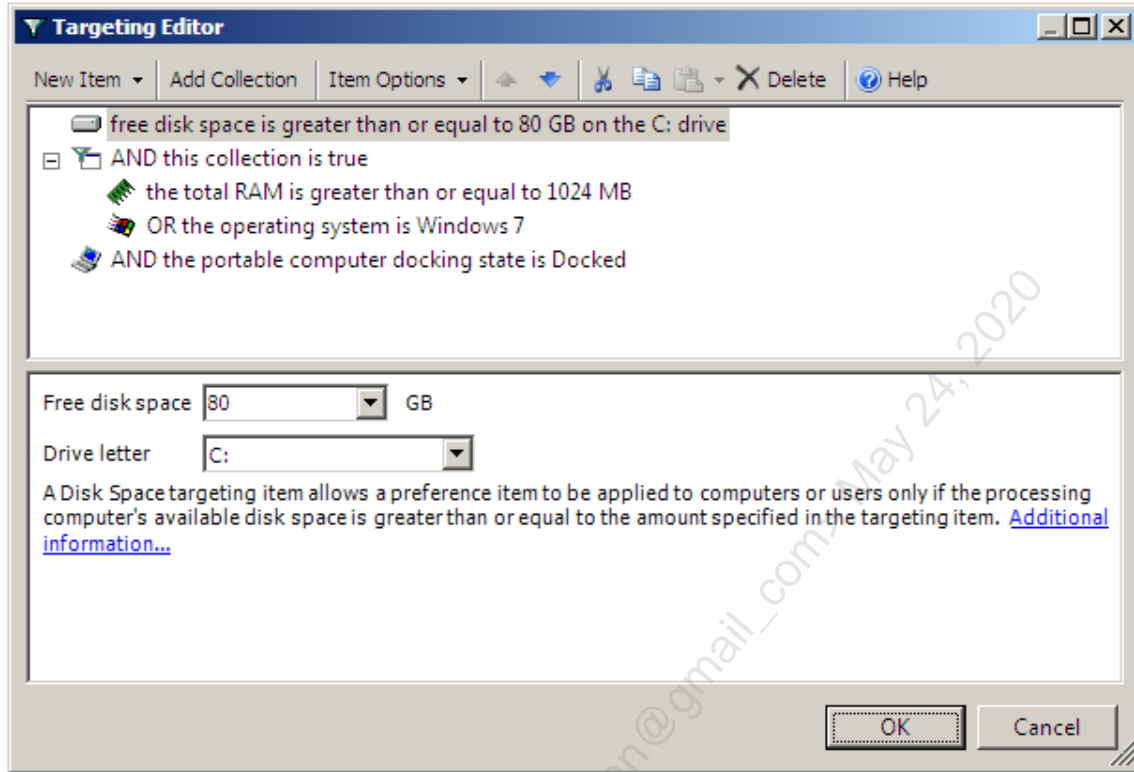 Targeting Editor
New Item Add Collection Item Options Delete Help
free disk space is greater than or equal to 80 GB on the C: drive
AND this collection is true
the total RAM is greater than or equal to 1024 MB
OR the operating system is Windows 7
AND the portable computer docking state is Docked
Free disk space 80 GB
Drive letter C:
A Disk Space targeting item allows a preference item to be applied to computers or users only if the processing
computer's available disk space is greater than or equal to the amount specified in the targeting item. Additional
information...
OK Cancel
n@gmail_com> May 24, 2020